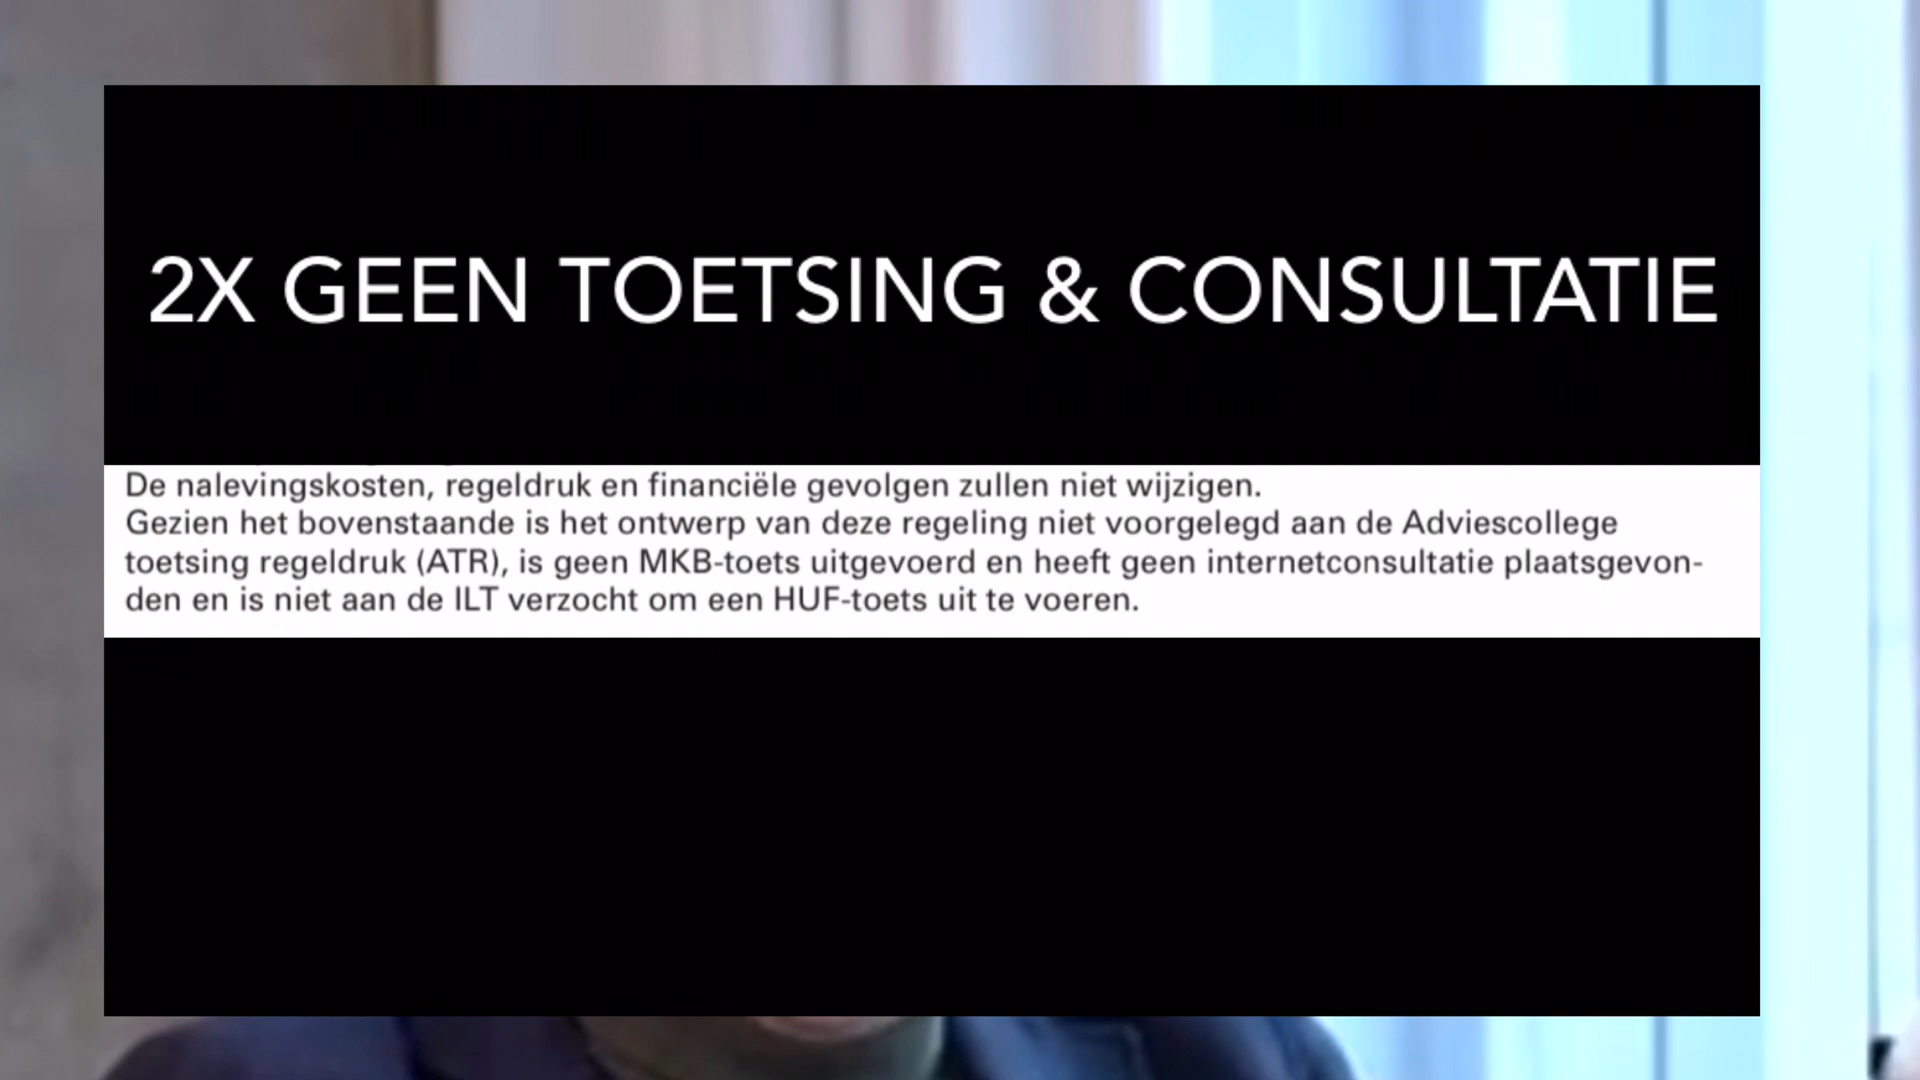 2X GEEN TOETSING & CONSULTATIE
De nalevingskosten, regeldruk en financiële gevolgen zullen niet wijzigen.
Gezien het bovenstaande is het ontwerp van deze regeling niet voorgelegd aan de Adviescollege
toetsing regeldruk (ATR), is geen MKB-toets uitgevoerd en heeft geen internetconsultatie plaatsgevon-
den en is niet aan de ILT verzocht om een HUF-toets uit te voeren.